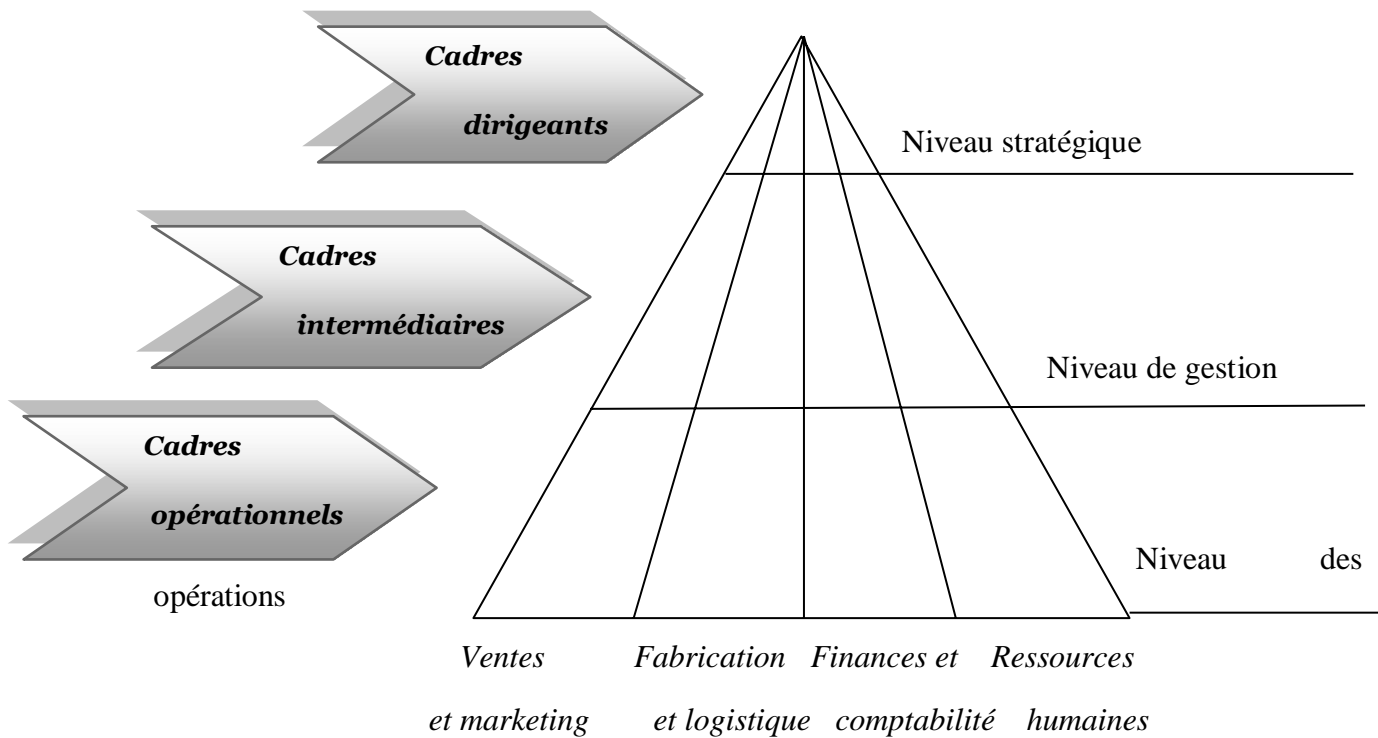 Cadres
dirigeants
Niveau stratégique
Cadres
intermédiaires
Niveau de gestion
Cadres
opérationnels
Niveau des
opérations
Ventes Fabrication Finances et Ressources
et marketing et logistique comptabilité humaines